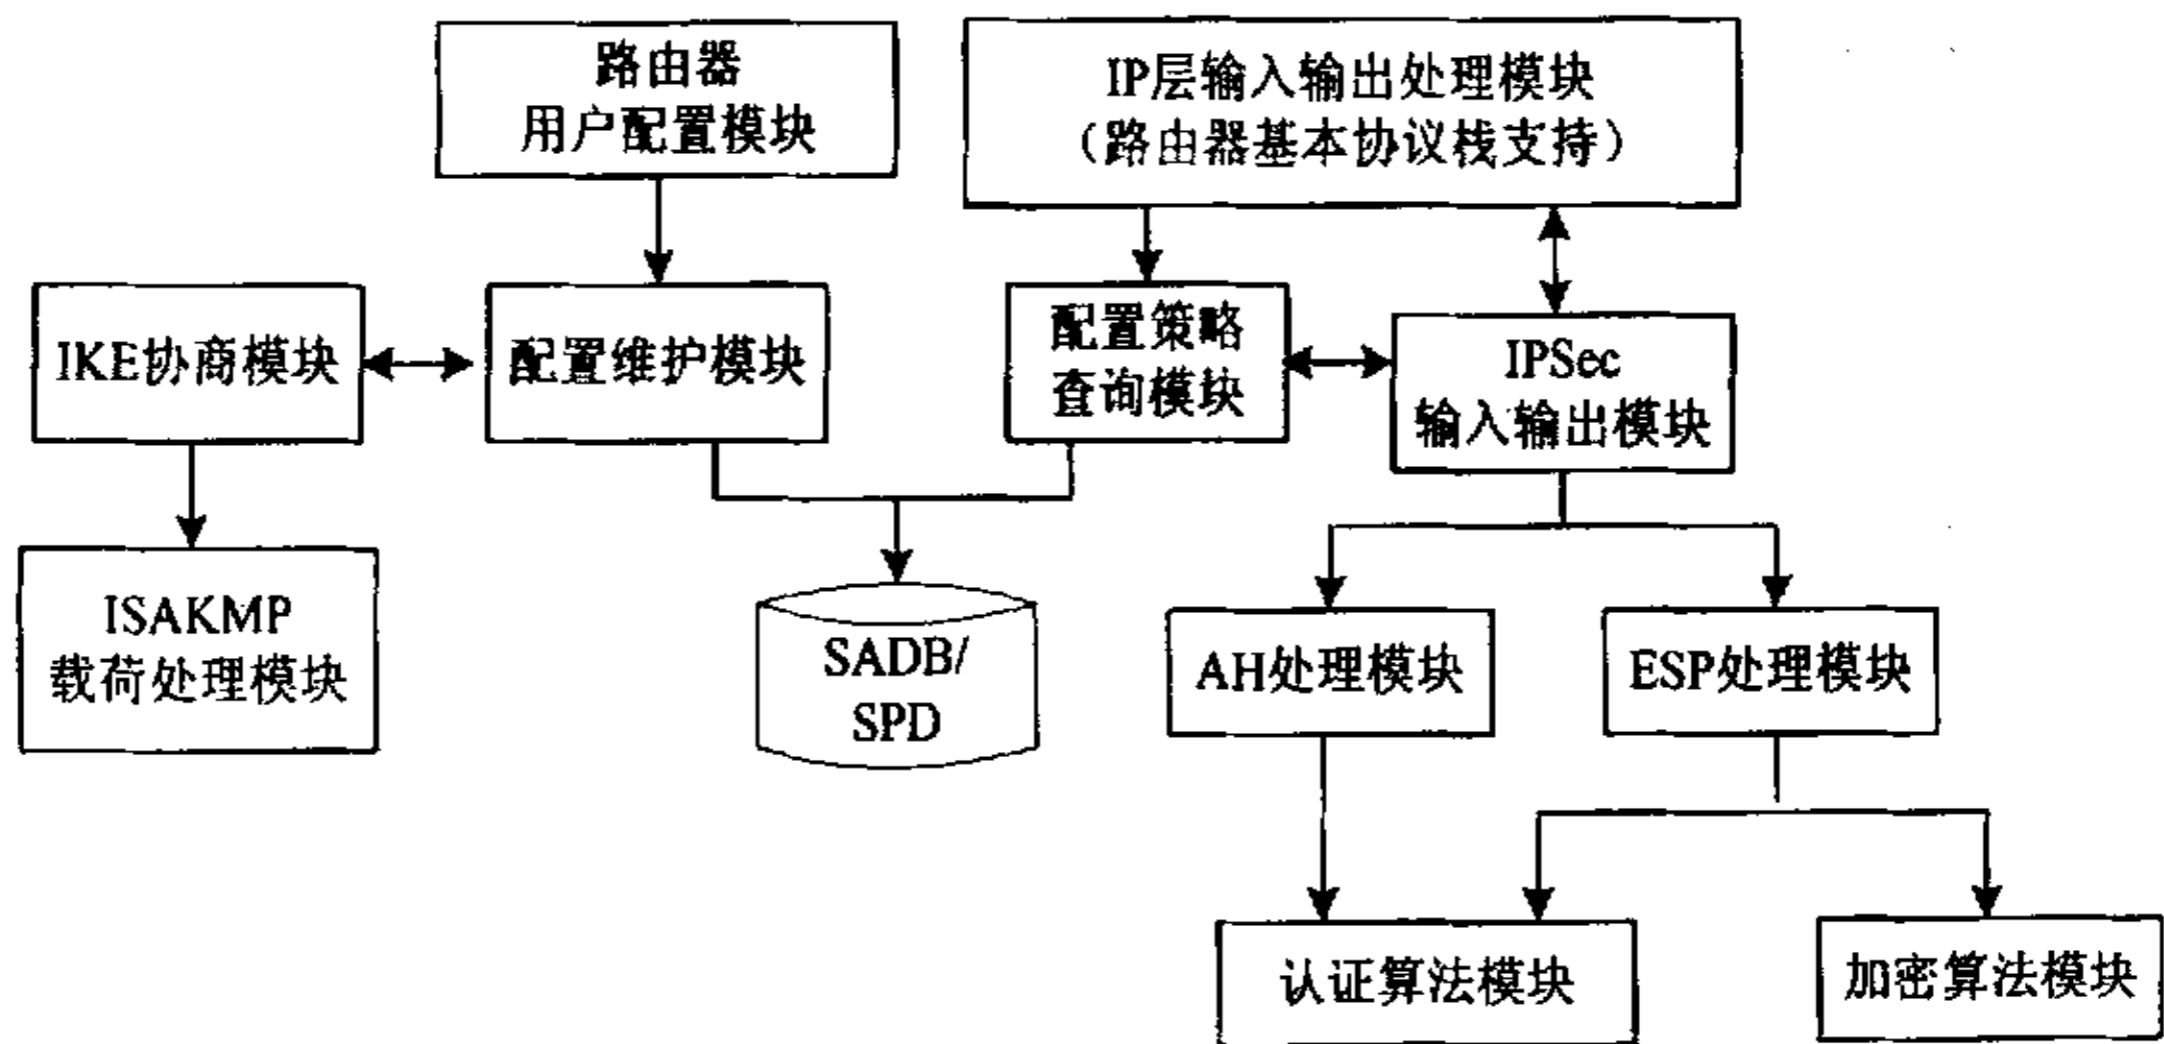 路由器
用户配置模块
IP层输入输出处理模块
（路由器基本协议栈支持）
IKE协商模块
配置维护模块
配置策略
查询模块
IPSec
输入输出模块
ISAKMP
载荷处理模块
SADB/
SPD
AH处理模块
ESP处理模块
认证算法模块
加密算法模块